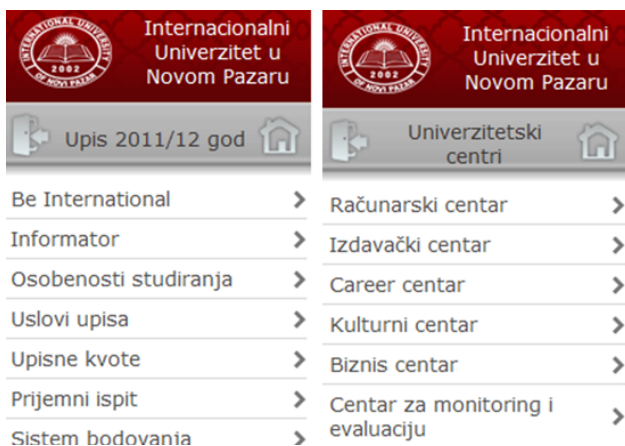 Internacionalni
Univerzitet u
Novom Pazaru
INTERNATIONAL UNIVERSITY
2002
OF NOVI PAZAR
Upis 2011/12 god
Be International
Informator
Osobenosti studiranja
Uslovi upisa
Upisne kvote
Prijemni ispit
Sistem bodovanja
Internacionalni
Univerzitet u
Novom Pazaru
INTERNATIONAL UNIVERSITY
2002
OF NOVI PAZAR
Univerzitetski
centri
Računarski centar
Izdavački centar
Career centar
Kulturni centar
Biznis centar
Centar za monitoring i
evaluaciju